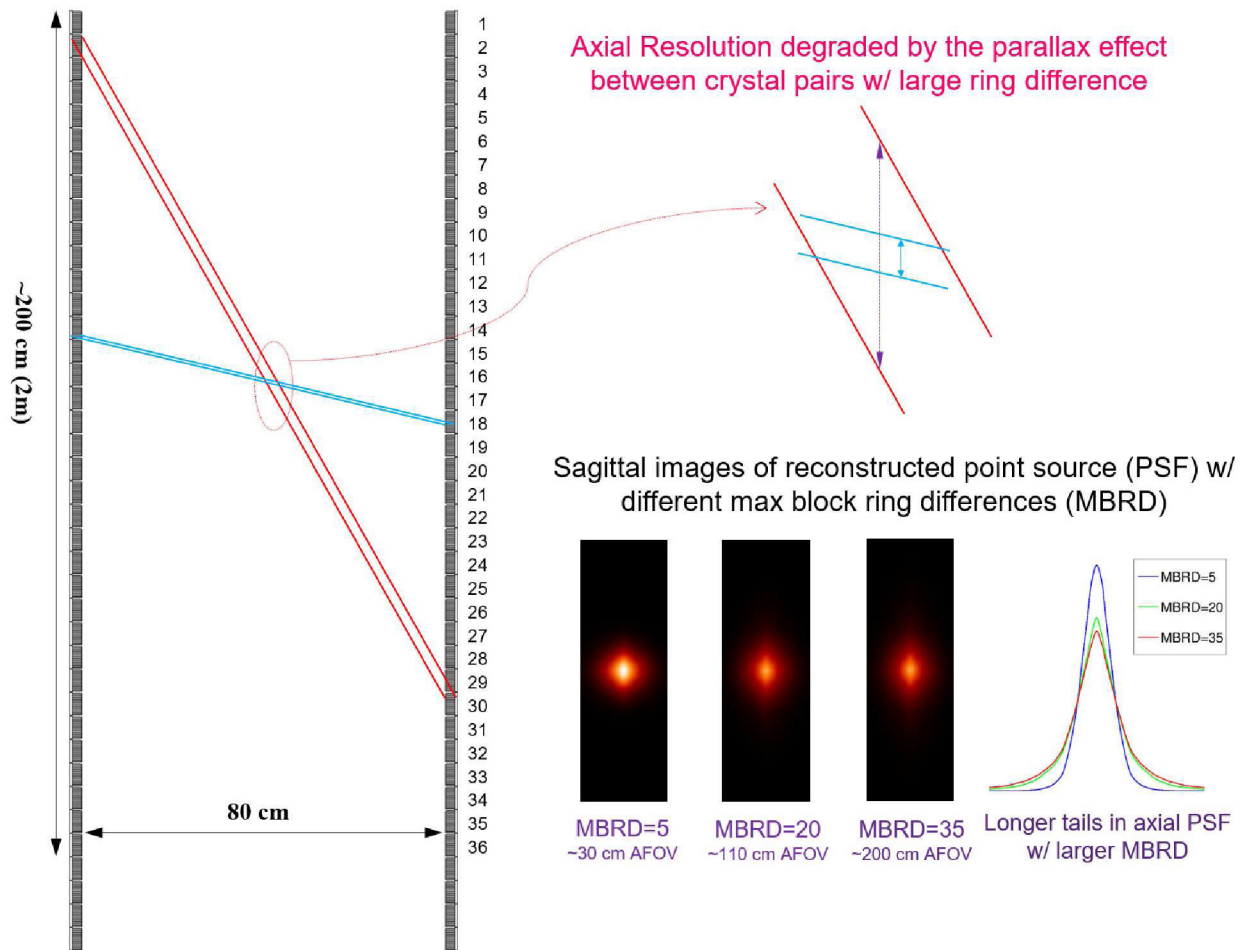 Axial Resolution degraded by the parallax effect
between crystal pairs w/ large ring difference
~200 cm (2m)
80 cm
1
2
3
4
5
6
7
8
9
10
11
12
13
14
15
16
17
18
19
20
21
22
23
24
25
26
27
28
29
30
31
32
33
34
35
36
Sagittal images of reconstructed point source (PSF) w/
different max block ring differences (MBRD)
MBRD=5
~30 cm AFOV
MBRD=20
~110 cm AFOV
MBRD=35
~200 cm AFOV
MBRD=5
MBRD=20
MBRD=35
Longer tails in axial PSF
w/ larger MBRD